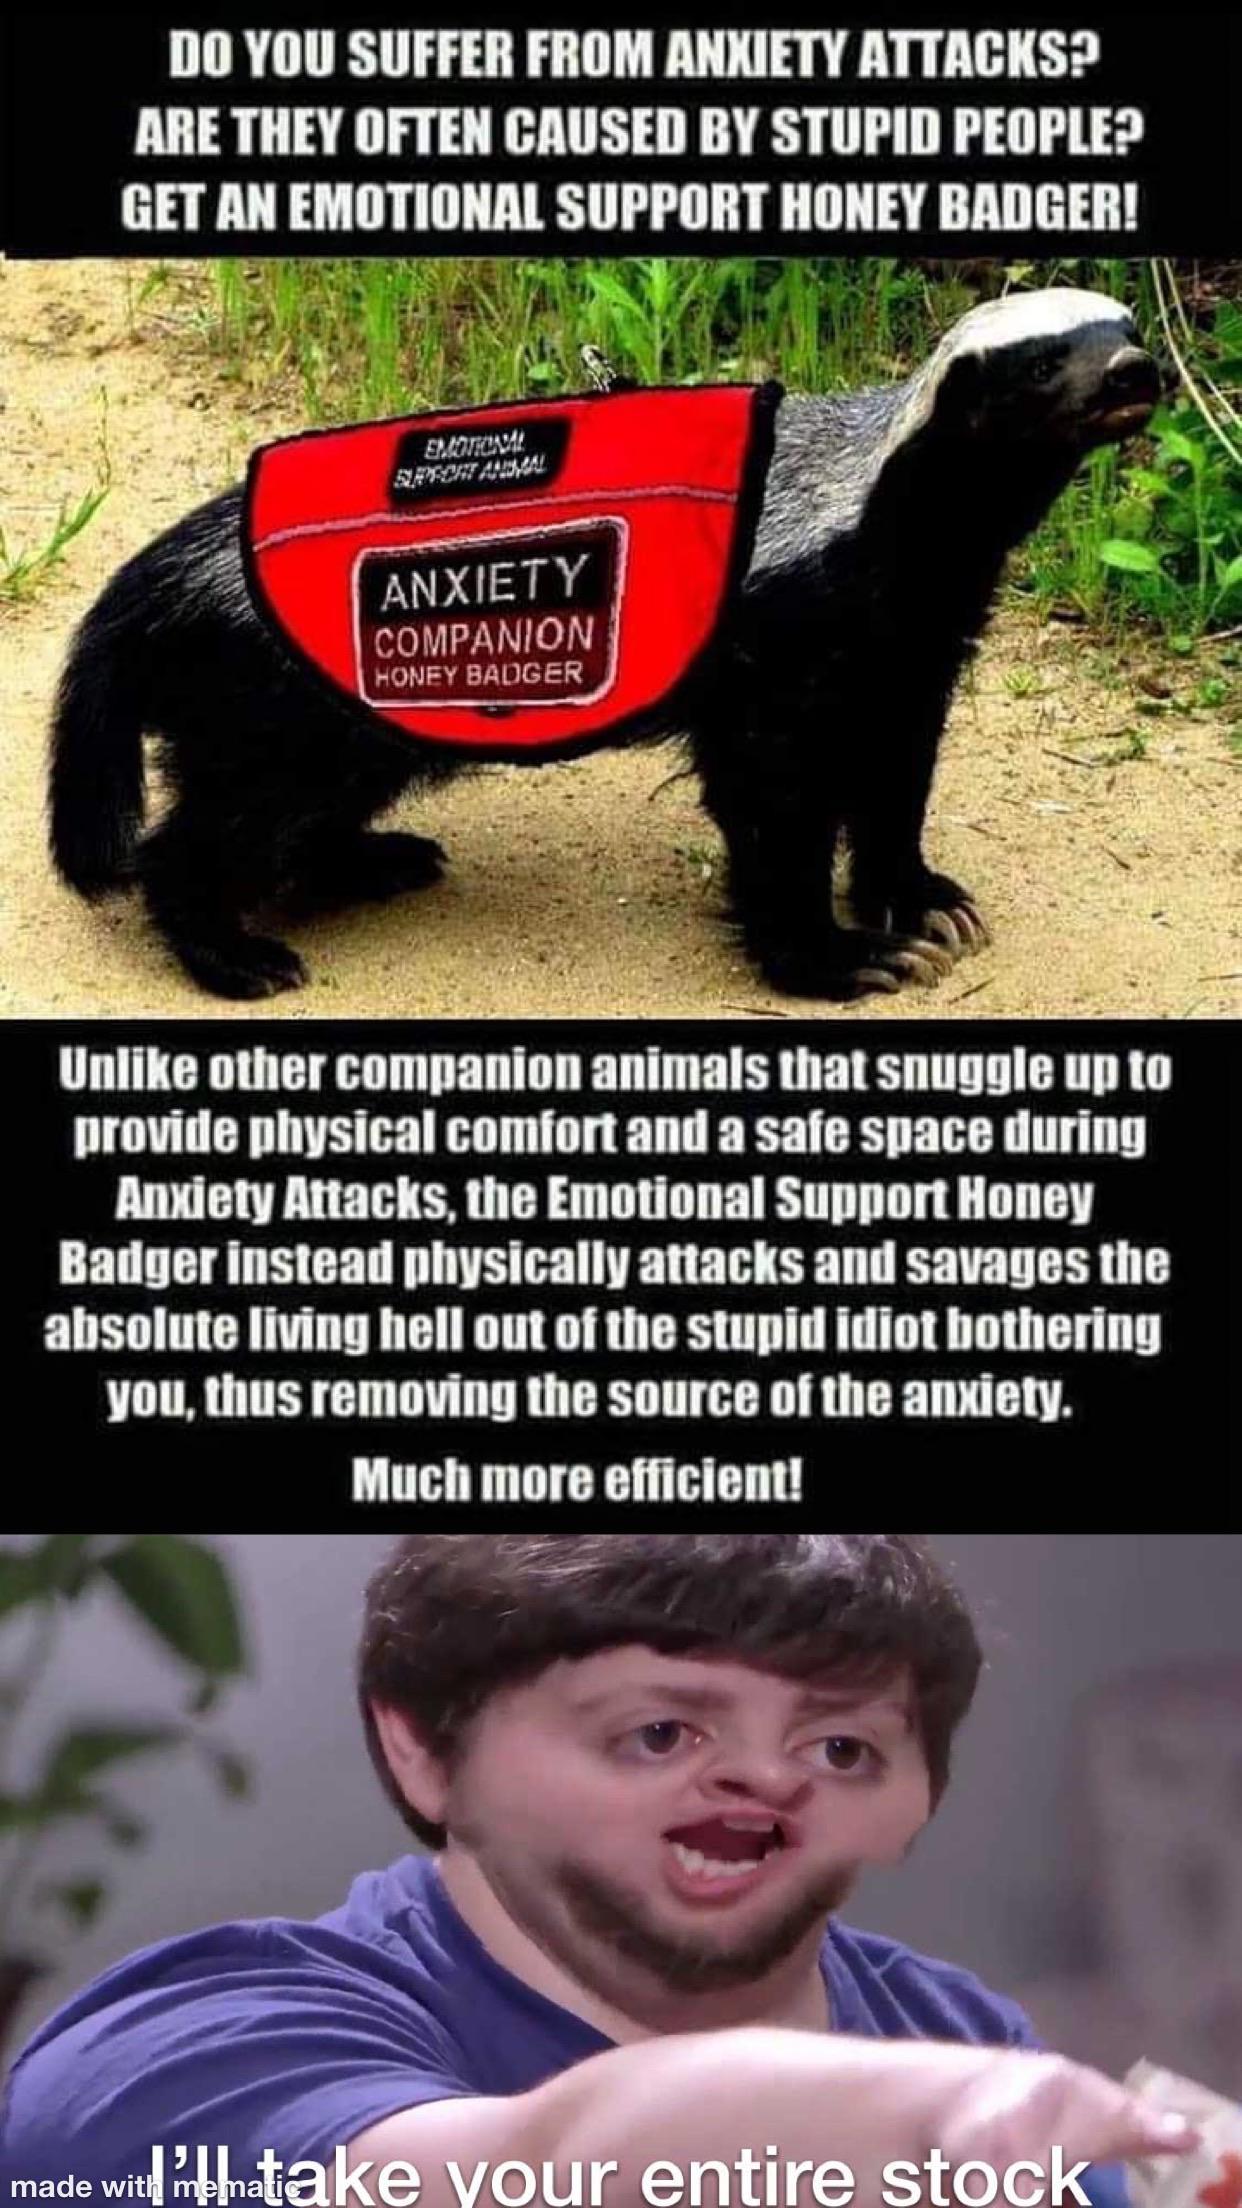 DO YOU SUFFER FROM ANXIETY ATTACKS?
ARE THEY OFTEN CAUSED BY STUPID PEOPLE?
GET AN EMOTIONAL SUPPORT HONEY BADGER!
EMOTIONAL
SUPPORT ANIMAL
ANXIETY
COMPANION
HONEY BADGER
Unlike other companion animals that snuggle up to
provide physical comfort and a safe space during
Anxiety Attacks, the Emotional Support Honey
Badger instead physically attacks and savages the
absolute living hell out of the stupid idiot bothering
you, thus removing the source of the anxiety.
Much more efficient!
I'll take your entire stock
made with mematic